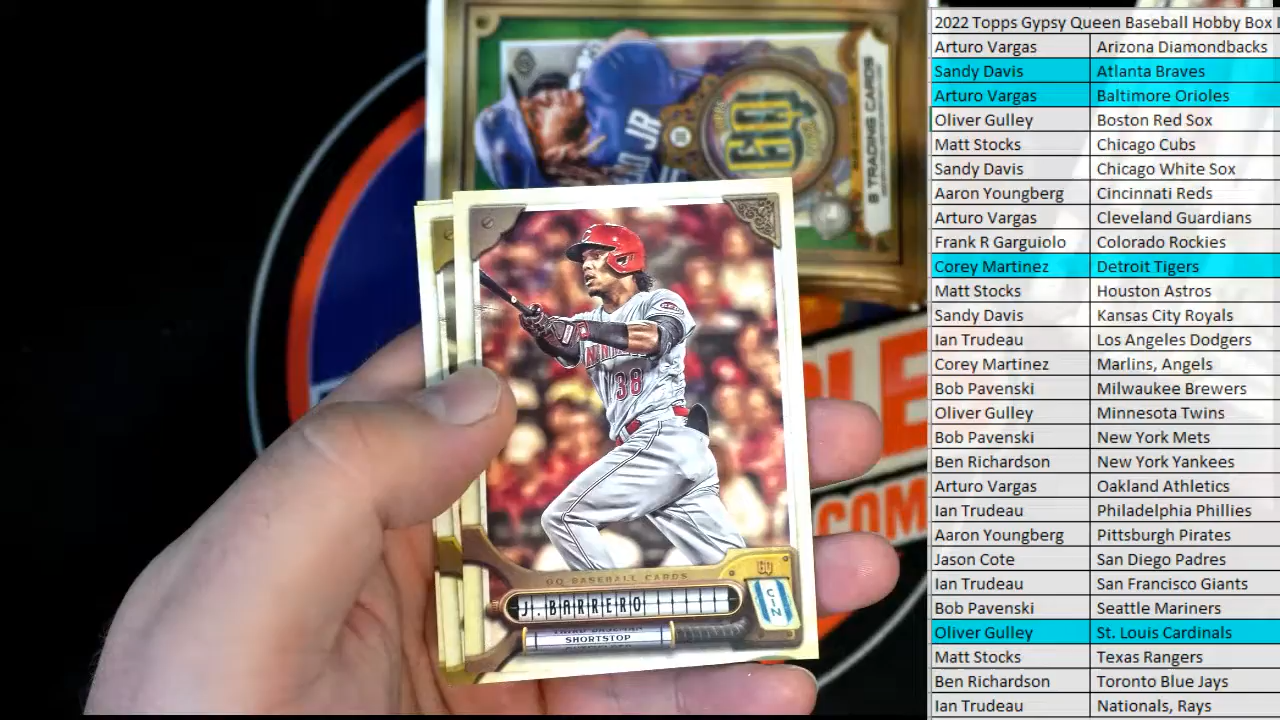 JR
GQ
8 TRADING CARDS
38
GQ
GQ BASEBALL CARDS
J. BARRERO
CIN
SHORTSTOP
COM
2022 Topps Gypsy Queen Baseball Hobby Box
Arturo Vargas Arizona Diamondbacks
Sandy Davis Atlanta Braves
Arturo Vargas Baltimore Orioles
Oliver Gulley Boston Red Sox
Matt Stocks Chicago Cubs
Sandy Davis Chicago White Sox
Aaron Youngberg Cincinnati Reds
Arturo Vargas Cleveland Guardians
Frank R Garguiolo Colorado Rockies
Corey Martinez Detroit Tigers
Matt Stocks Houston Astros
Sandy Davis Kansas City Royals
Ian Trudeau Los Angeles Dodgers
Corey Martinez Marlins, Angels
Bob Pavenski Milwaukee Brewers
Oliver Gulley Minnesota Twins
Bob Pavenski New York Mets
Ben Richardson New York Yankees
Arturo Vargas Oakland Athletics
Ian Trudeau Philadelphia Phillies
Aaron Youngberg Pittsburgh Pirates
Jason Cote San Diego Padres
Ian Trudeau San Francisco Giants
Bob Pavenski Seattle Mariners
Oliver Gulley St. Louis Cardinals
Matt Stocks Texas Rangers
Ben Richardson Toronto Blue Jays
Ian Trudeau Nationals, Rays